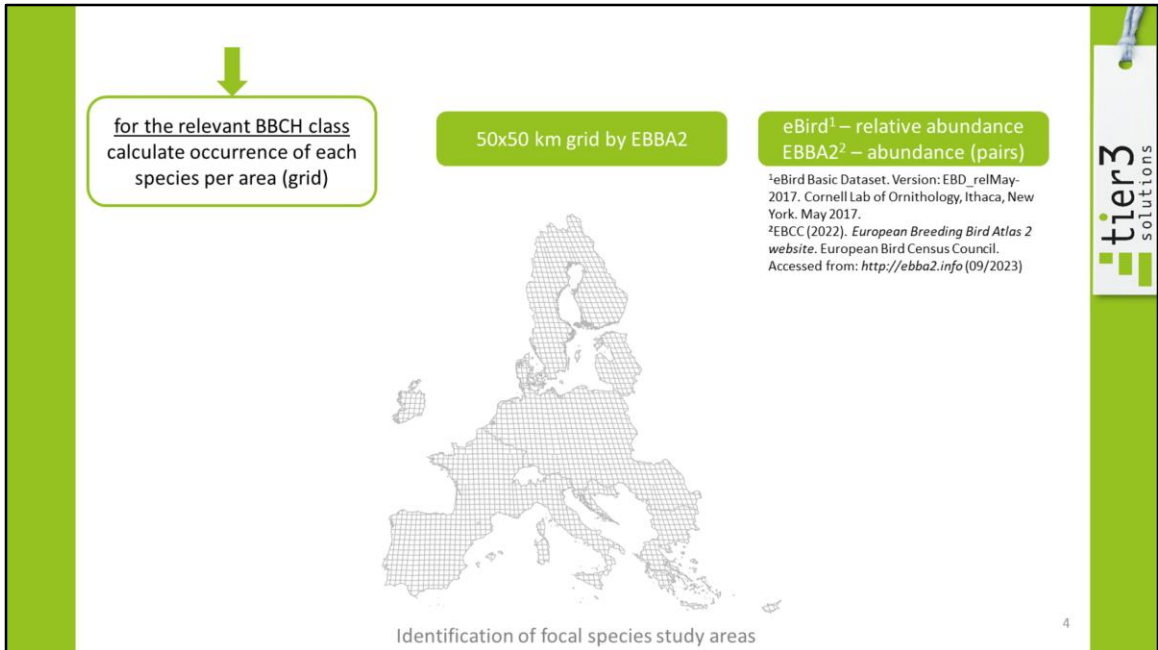 for the relevant BBCH class
calculate occurrence of each
species per area (grid)
50x50 km grid by EBBA2
eBird¹ – relative abundance
EBBA2² – abundance (pairs)
¹eBird Basic Dataset. Version: EBD_relMay-
2017. Cornell Lab of Ornithology, Ithaca, New
York. May 2017.
²EBCC (2022). European Breeding Bird Atlas 2
website. European Bird Census Council.
Accessed from: http://ebba2.info (09/2023)
tier3
solutions
Identification of focal species study areas
4